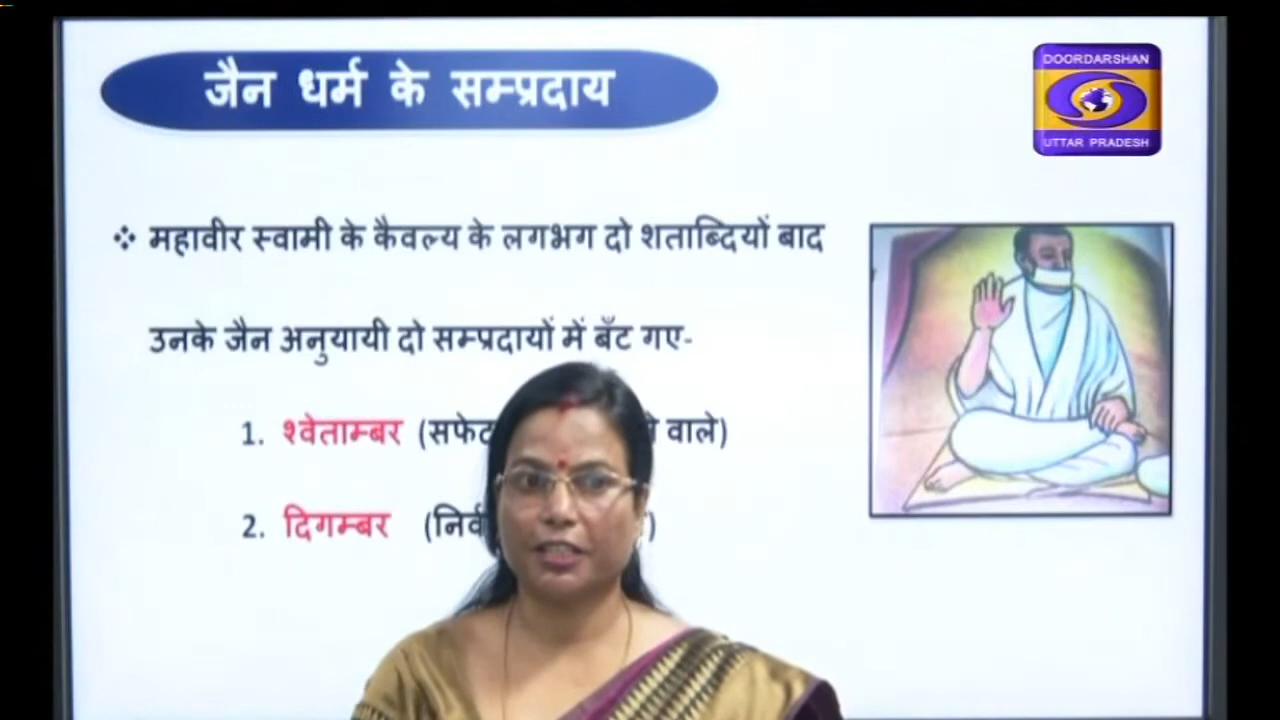 जैन धर्म के सम्प्रदाय
DOORDARSHAN
UTTAR PRADESH
❖ महावीर स्वामी के कैवल्य के लगभग दो शताब्दियों बाद
उनके जैन अनुयायी दो सम्प्रदायों में बँट गए-
1. श्वेताम्बर (सफेद वाले)
2. दिगम्बर